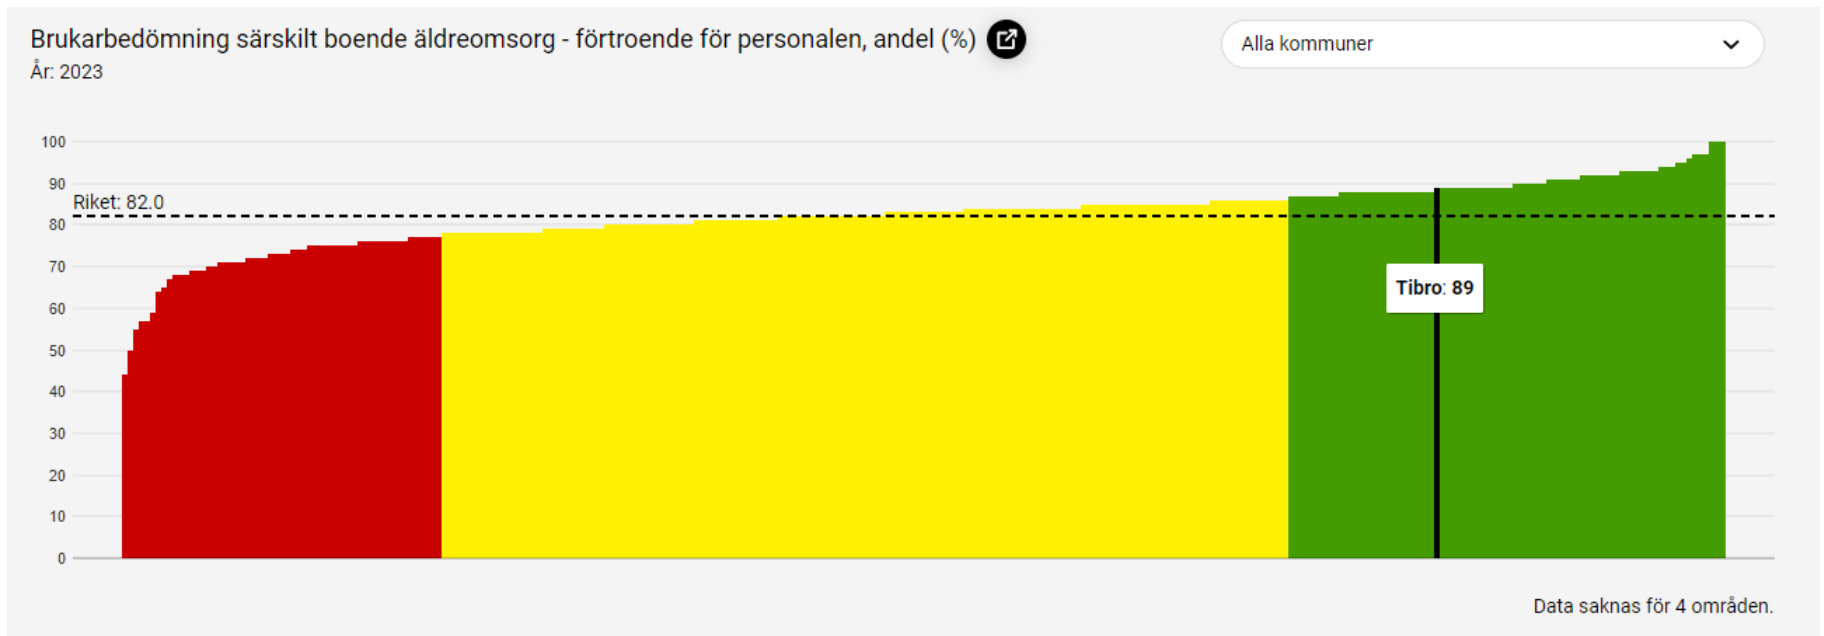 Brukarbedömning särskilt boende äldreomsorg - förtroende för personalen, andel (%)
År: 2023
Alla kommuner
100
90
Riket: 82.0
80
70
60
50
40
30
20
10
0
Tibro: 89
Data saknas för 4 områden.